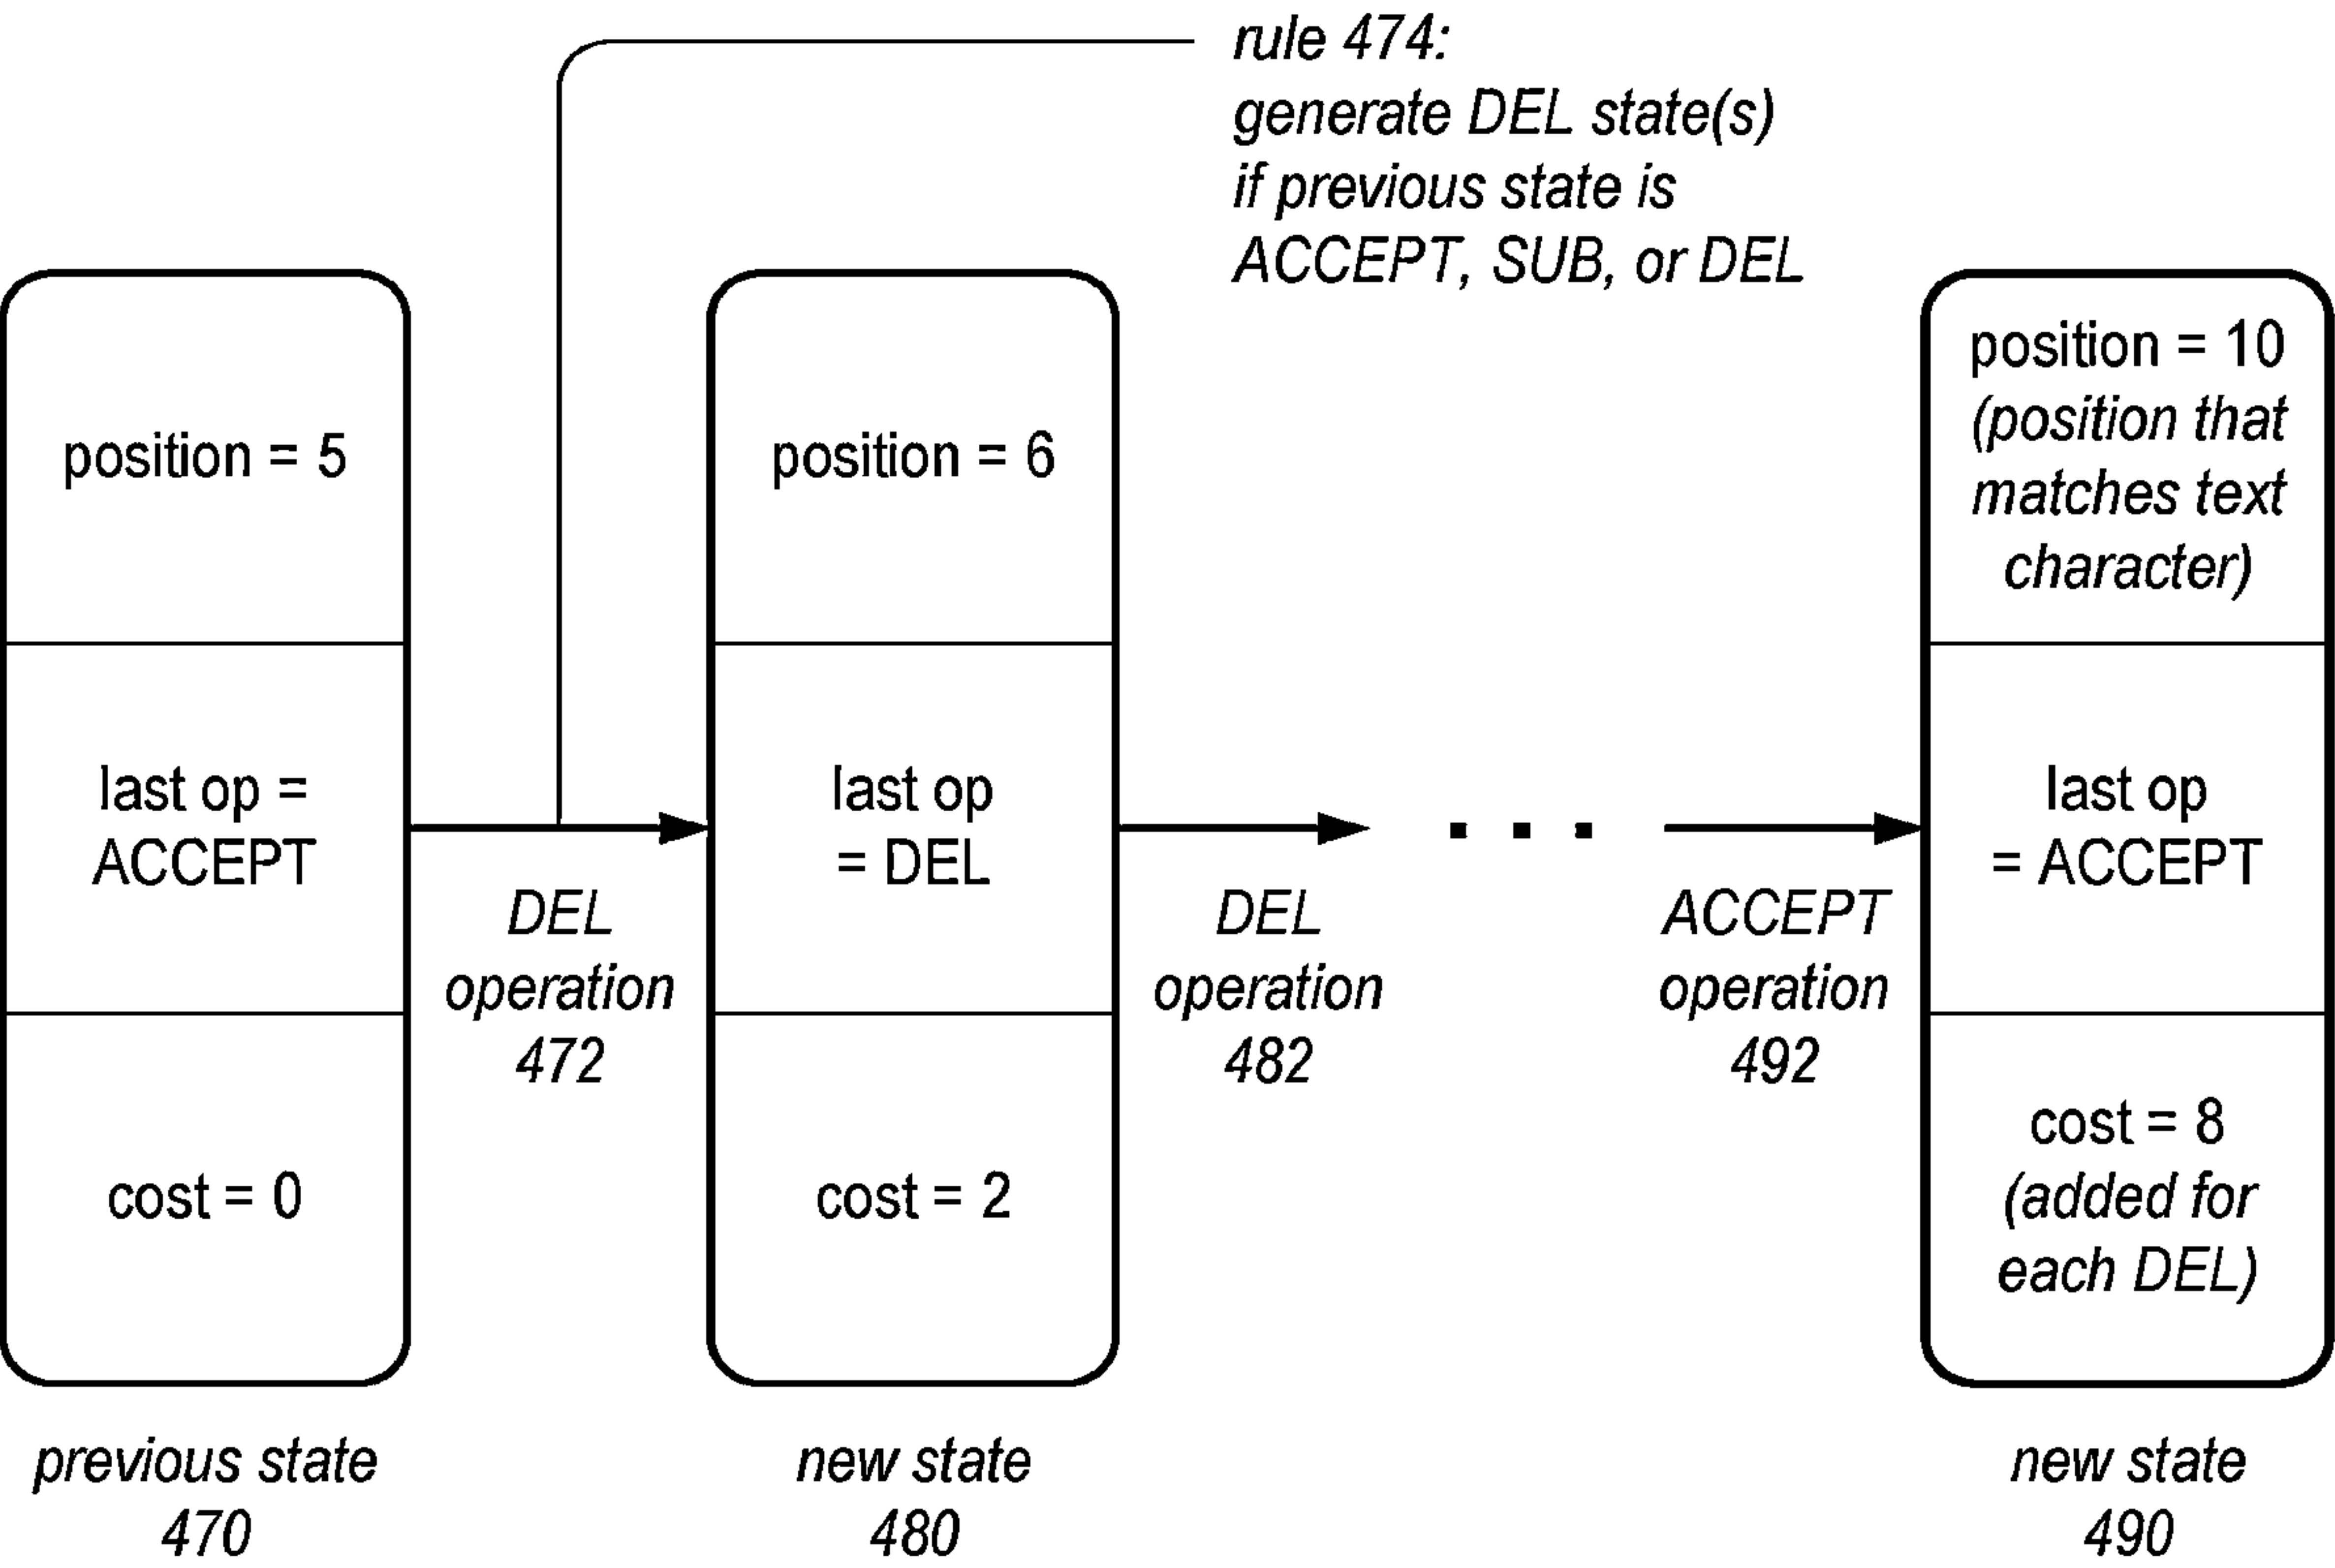 rule 474:
generate DEL state(s)
if previous state is
ACCEPT, SUB, or DEL
position = 5
last op =
ACCEPT
cost = 0
previous state
470
DEL
operation
472
position = 6
last op
= DEL
cost = 2
new state
480
DEL
operation
482
ACCEPT
operation
492
position = 10
(position that
matches text
character)
last op
= ACCEPT
cost = 8
(added for
each DEL)
new state
490